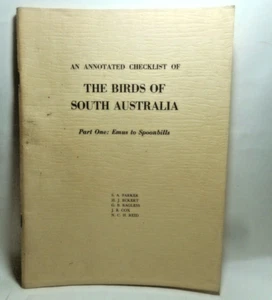 AN ANNOTATED CHECKLIST OF
THE BIRDS OF
SOUTH AUSTRALIA
Part One: Emus to Spoonbills
S. A. PARKER
H. J. ECKERT
G. B. RAGLESS
J. B. COX
N. C. H. REID